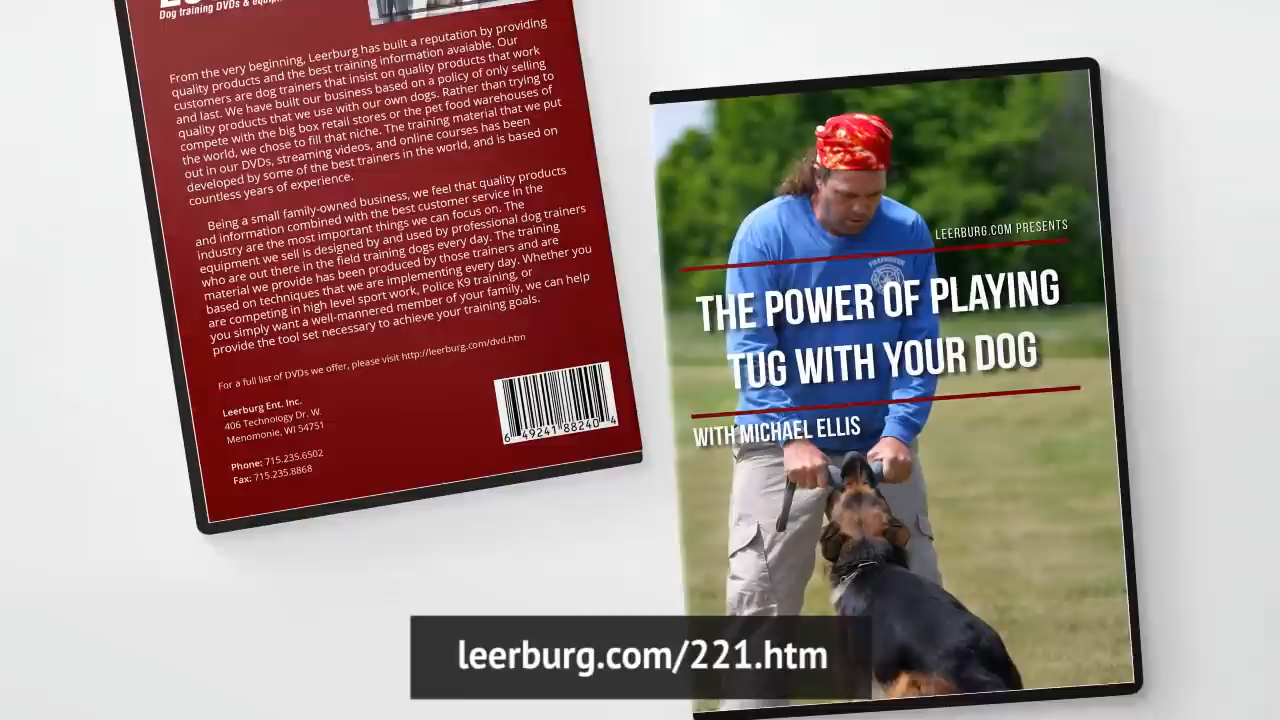 Dog training DVDs &
From the very beginning, Leerburg has built a reputation by providing
quality products and the best training information avaiable. Our
customers are dog trainers that insist on quality products that work
and last. We have built our business based on a policy of only selling
quality products that we use with our own dogs. Rather than trying to
compete with the big box retail stores or the pet food warehouses of
the world, we chose to fill that niche. The training material that we put
out in our DVDs, streaming videos, and online courses has been
developed by some of the best trainers in the world, and is based on
countless years of experience.
Being a small family-owned business, we feel that quality products
and information combined with the best customer service in the
industry are the most important things we can focus on. The
equipment we sell is designed by and used by professional dog trainers
who are out there in the field training dogs every day. The training
material we provide has been produced by those trainers and are
based on techniques that we are implementing every day. Whether you
are competing in high level sport work, Police K9 training, or
you simply want a well-mannered member of your family, we can help
provide the tool set necessary to achieve your training goals.
For a full list of DVDs we offer, please visit http://leerburg.com/dvd.htm
Leerburg Ent. Inc.
406 Technology Dr. W.
Menomonie, WI 54751
Phone: 715.235.6502
Fax: 715.235.8868
6 49241 88240 4
LEERBURG.COM PRESENTS
FIREFIGHTER
THE POWER OF PLAYING
TUG WITH YOUR DOG
WITH MICHAEL ELLIS
leerburg.com/221.htm